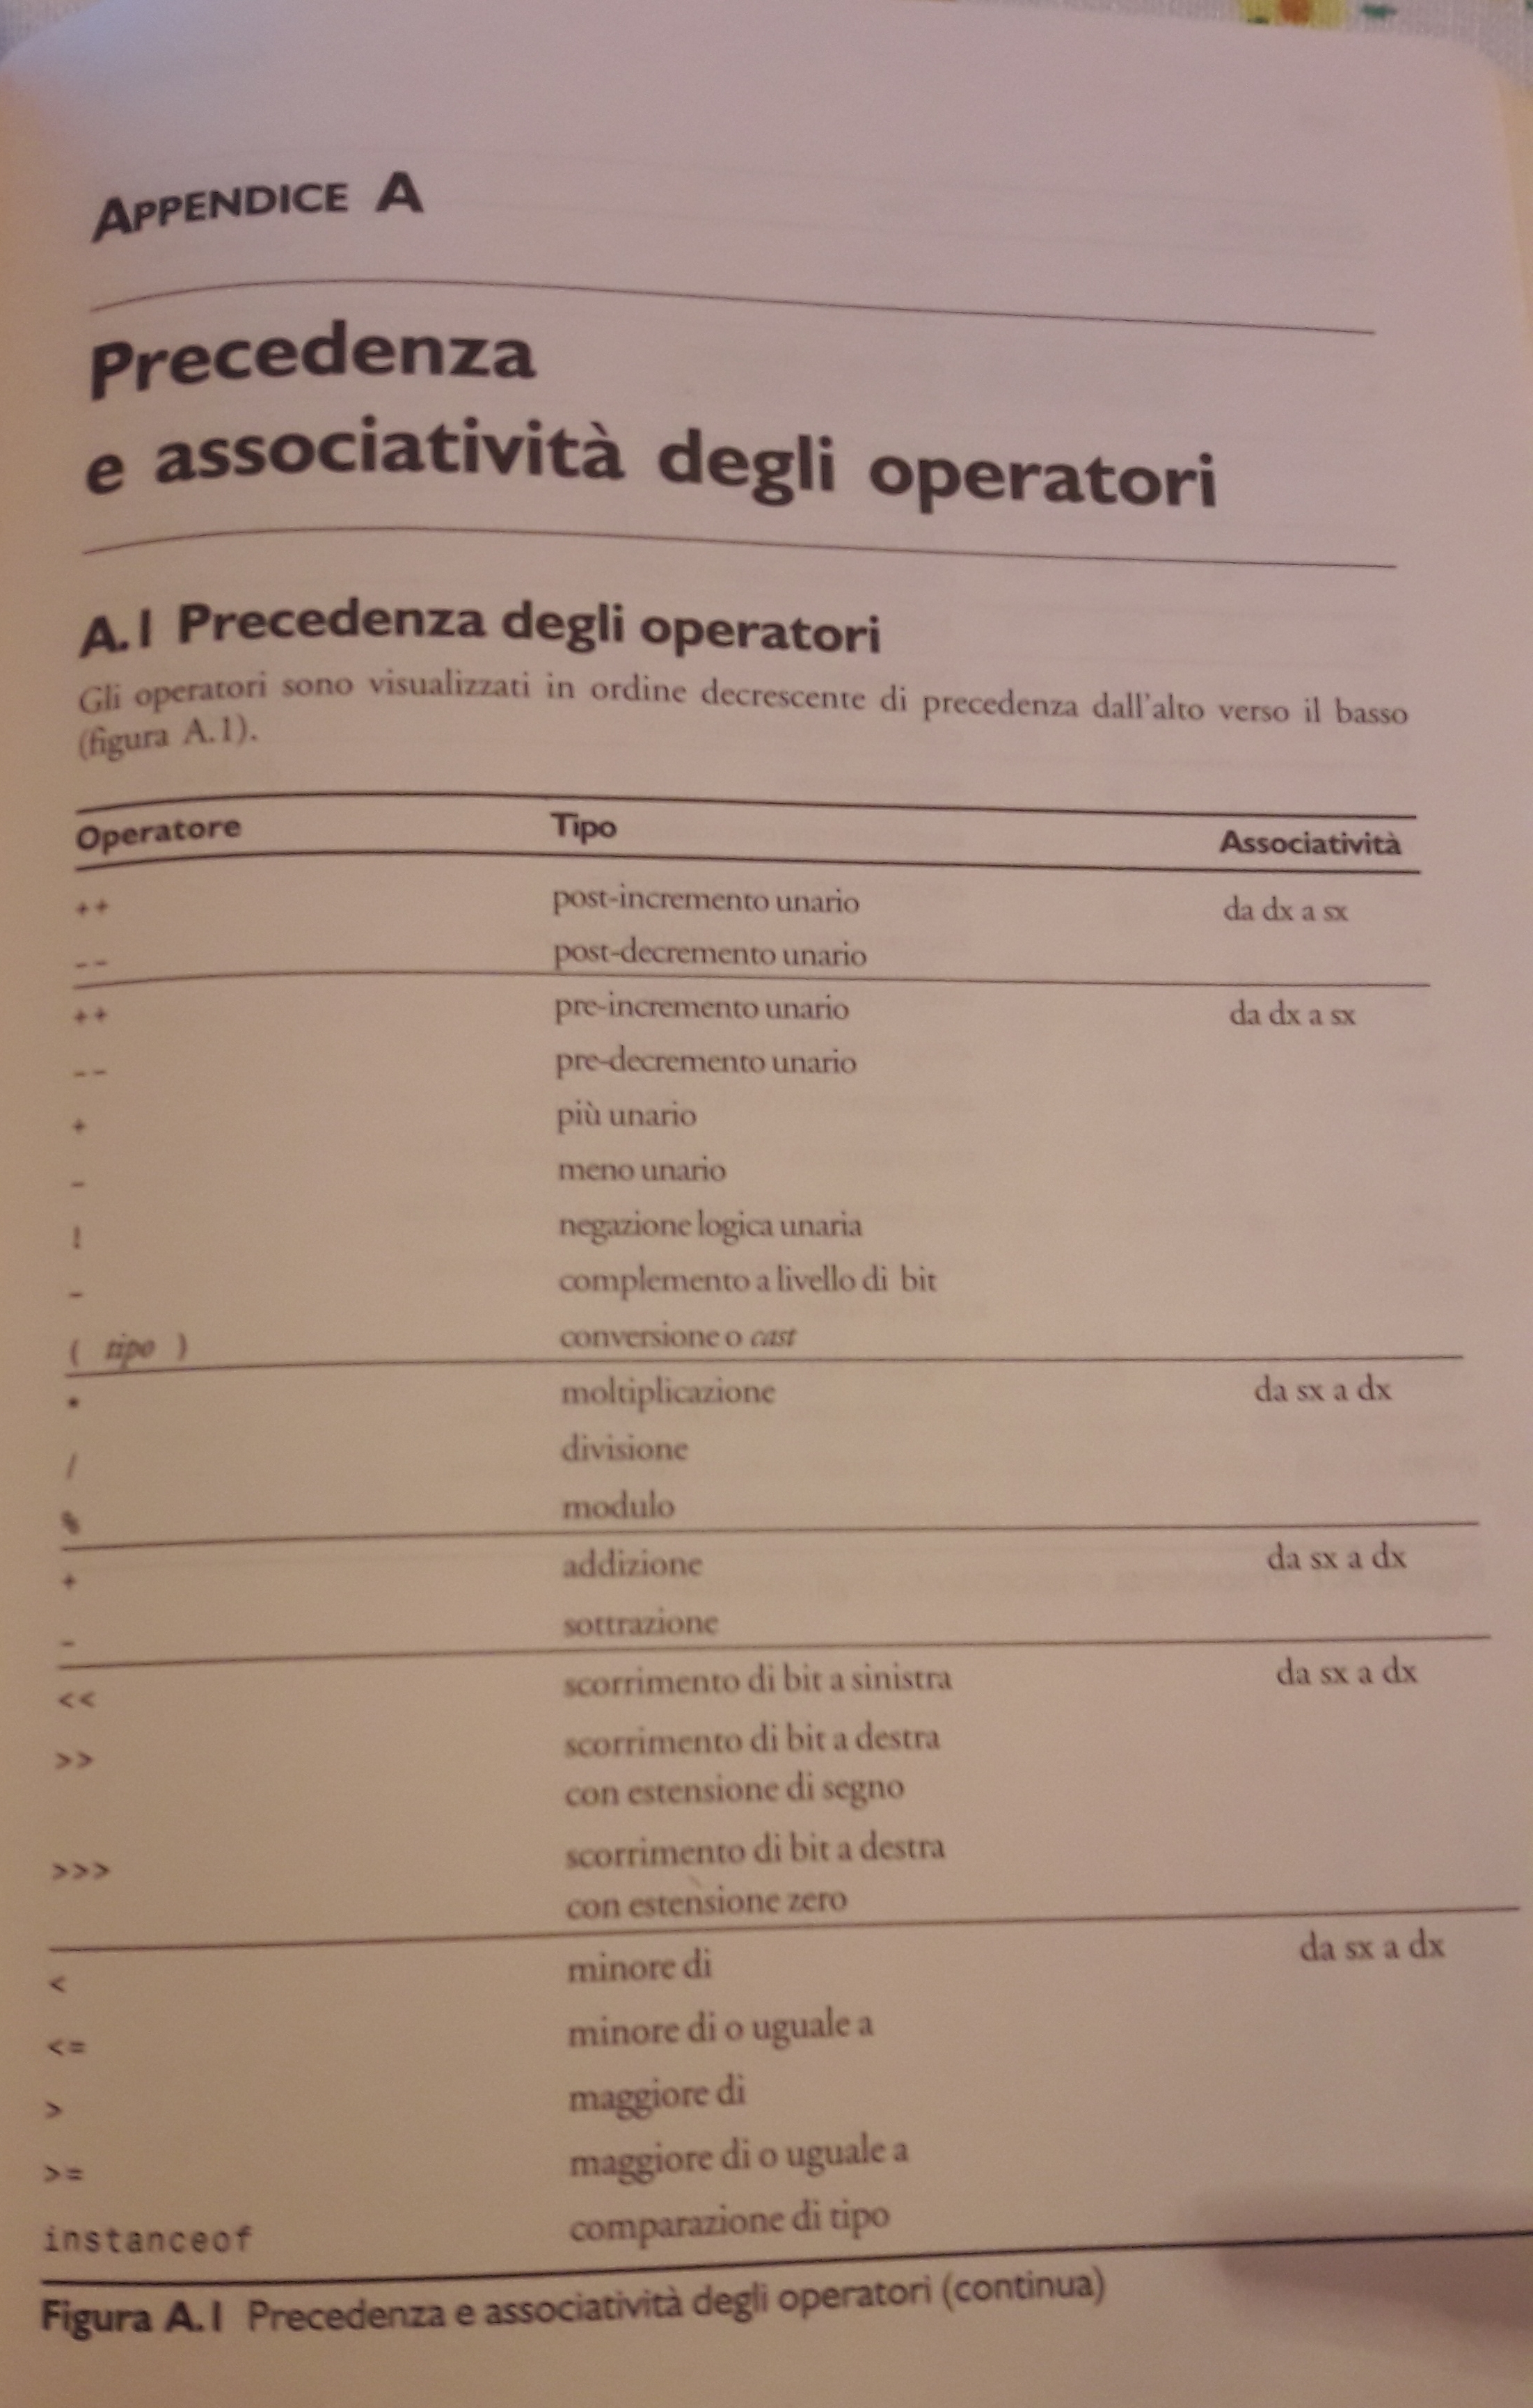 APPENDICE A
Precedenza
e associatività degli operatori
A.1 Precedenza degli operatori
Gli operatori sono visualizzati in ordine decrescente di precedenza dall'alto verso il basso
(figura A.1).
Operatore Tipo Associatività
++ post-incremento unario da dx a sx
-- post-decremento unario
++ pre-incremento unario da dx a sx
-- pre-decremento unario
+ più unario
- meno unario
! negazione logica unaria
~ complemento a livello di bit
( tipo ) conversione o cast
* moltiplicazione da sx a dx
/ divisione
% modulo
+ addizione da sx a dx
- sottrazione
<< scorrimento di bit a sinistra da sx a dx
>> scorrimento di bit a destra
con estensione di segno
>>> scorrimento di bit a destra
con estensione zero
< minore di da sx a dx
<= minore di o uguale a
> maggiore di
>= maggiore di o uguale a
instanceof comparazione di tipo
Figura A.1 Precedenza e associatività degli operatori (continua)